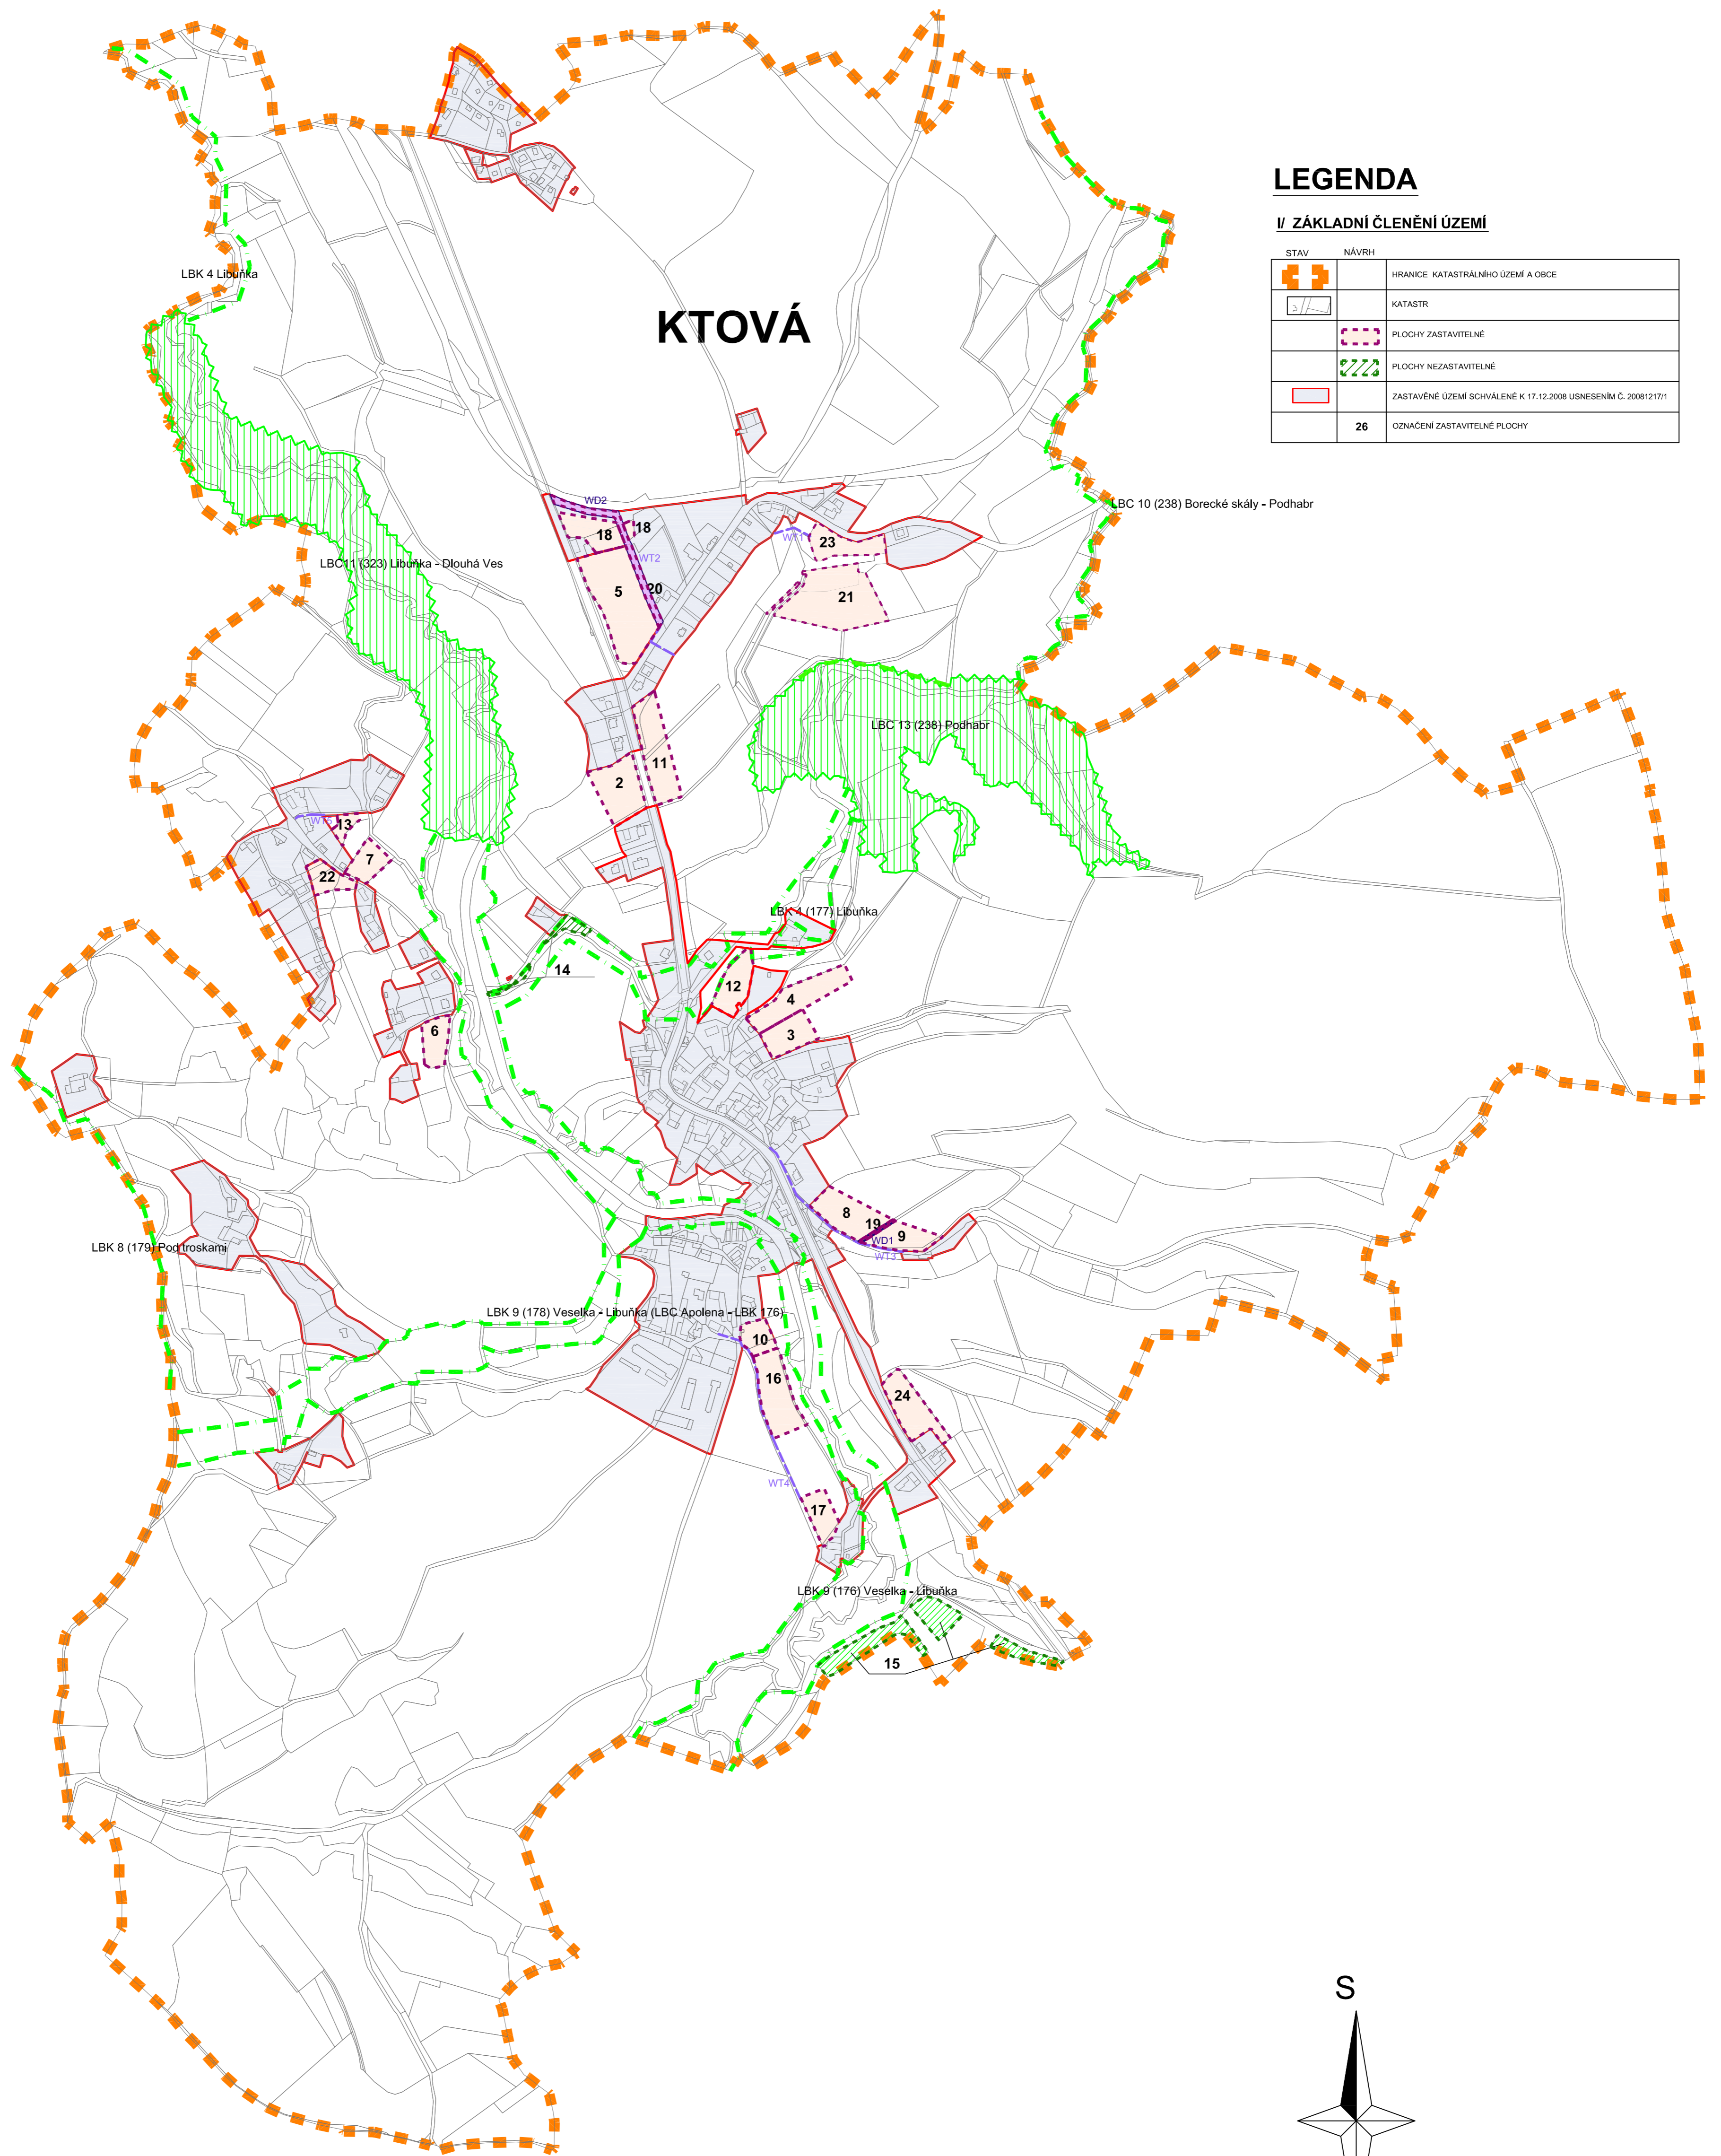 LEGENDA
I/ ZÁKLADNÍ ČLENĚNÍ ÚZEMÍ
STAV NÁVRH
HRANICE KATASTRÁLNÍHO ÚZEMÍ A OBCE
KATASTR
PLOCHY ZASTAVITELNÉ
PLOCHY NEZASTAVITELNÉ
ZASTAVĚNÉ ÚZEMÍ SCHVÁLENÉ K 17.12.2008 USNESENÍM Č. 20081217/1
26 OZNAČENÍ ZASTAVITELNÉ PLOCHY
LBK 4 Libuňka
KTOVÁ
WD2
LBC 10 (238) Borecké skály - Podhabr
18
18
WT1
23
WT2
LBC11 (323) Libuňka - Dlouhá Ves
5
20
21
LBC 13 (238) Podhabr
11
2
WT5
13
7
22
LBK 4 (177) Libuňka
14
12
4
6
3
8
19
9
WD1
WT3
LBK 8 (179) Pod troskami
LBK 9 (178) Veselka - Libuňka (LBC Apolena - LBK 176)
10
16
24
WT4
17
LBK 9 (176) Veselka - Libuňka
15
S